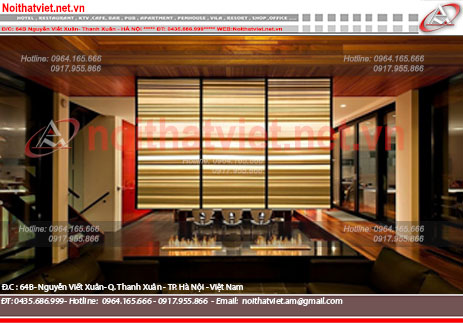 Noithatviet.net.vn
HOTEL , RESTAURANT , KTV CAFE, BAR , PUB , APARTMENT, PENHOUSE , VILA , RESORT , SHOP , OFFICE ...
Đ/C: 64B Nguyễn Viết Xuân- Thanh Xuân - HÀ NỘI ***** ĐT: 0435.686.999***** WEB:Noithatviet.net.vn
Hotline: 0964.165.666
0917.955.866
Hotline: 0964.165.666
0917.955.866
noithatviet.net.vn
Hotline: 0964.165.666
0917.955.866
Hotline: 0964.165.666
0917.955.866
Hotline: 0964.165.666
0917.955.866
Đ.C : 64B- Nguyễn Viết Xuân- Q. Thanh Xuân - TP. Hà Nội - Việt Nam
ĐT: 0435.686.999- Hotline: 0964.165.666 - 0917.955.866 - Email: noithatviet.am@gmail.com